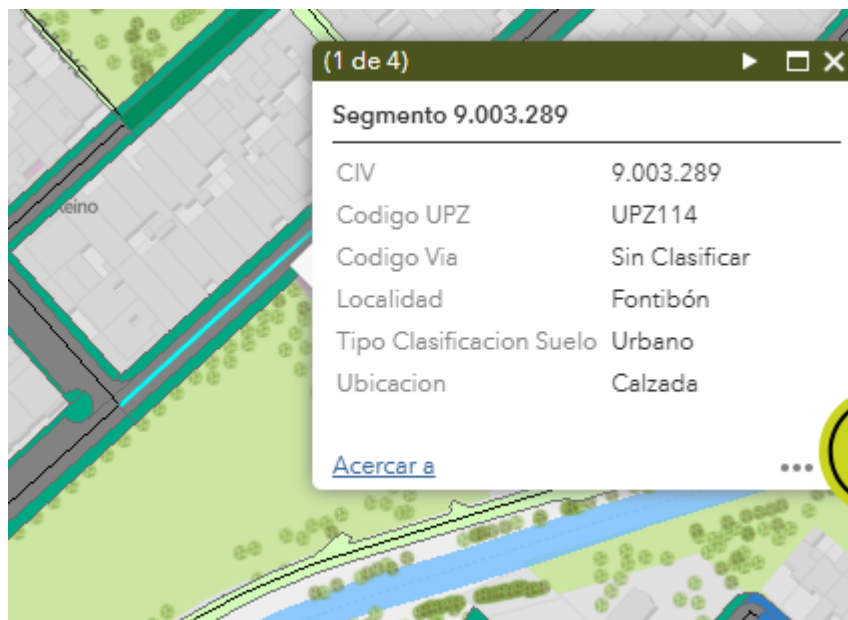 (1 de 4)
Segmento 9.003.289
CIV 9.003.289
Codigo UPZ UPZ114
Codigo Via Sin Clasificar
Localidad Fontibón
Tipo Clasificacion Suelo Urbano
Ubicacion Calzada
Acercar a